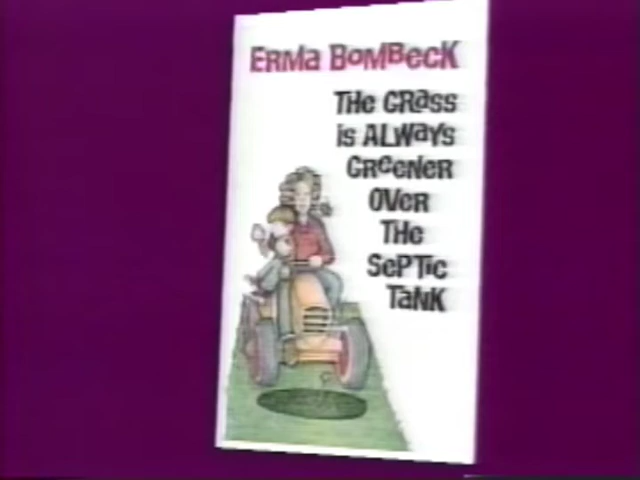 ERMa BOMBecK
THe GRaSS
iS ALWaYS
GReeNeR
OVeR
THe
SePTic
TaNK